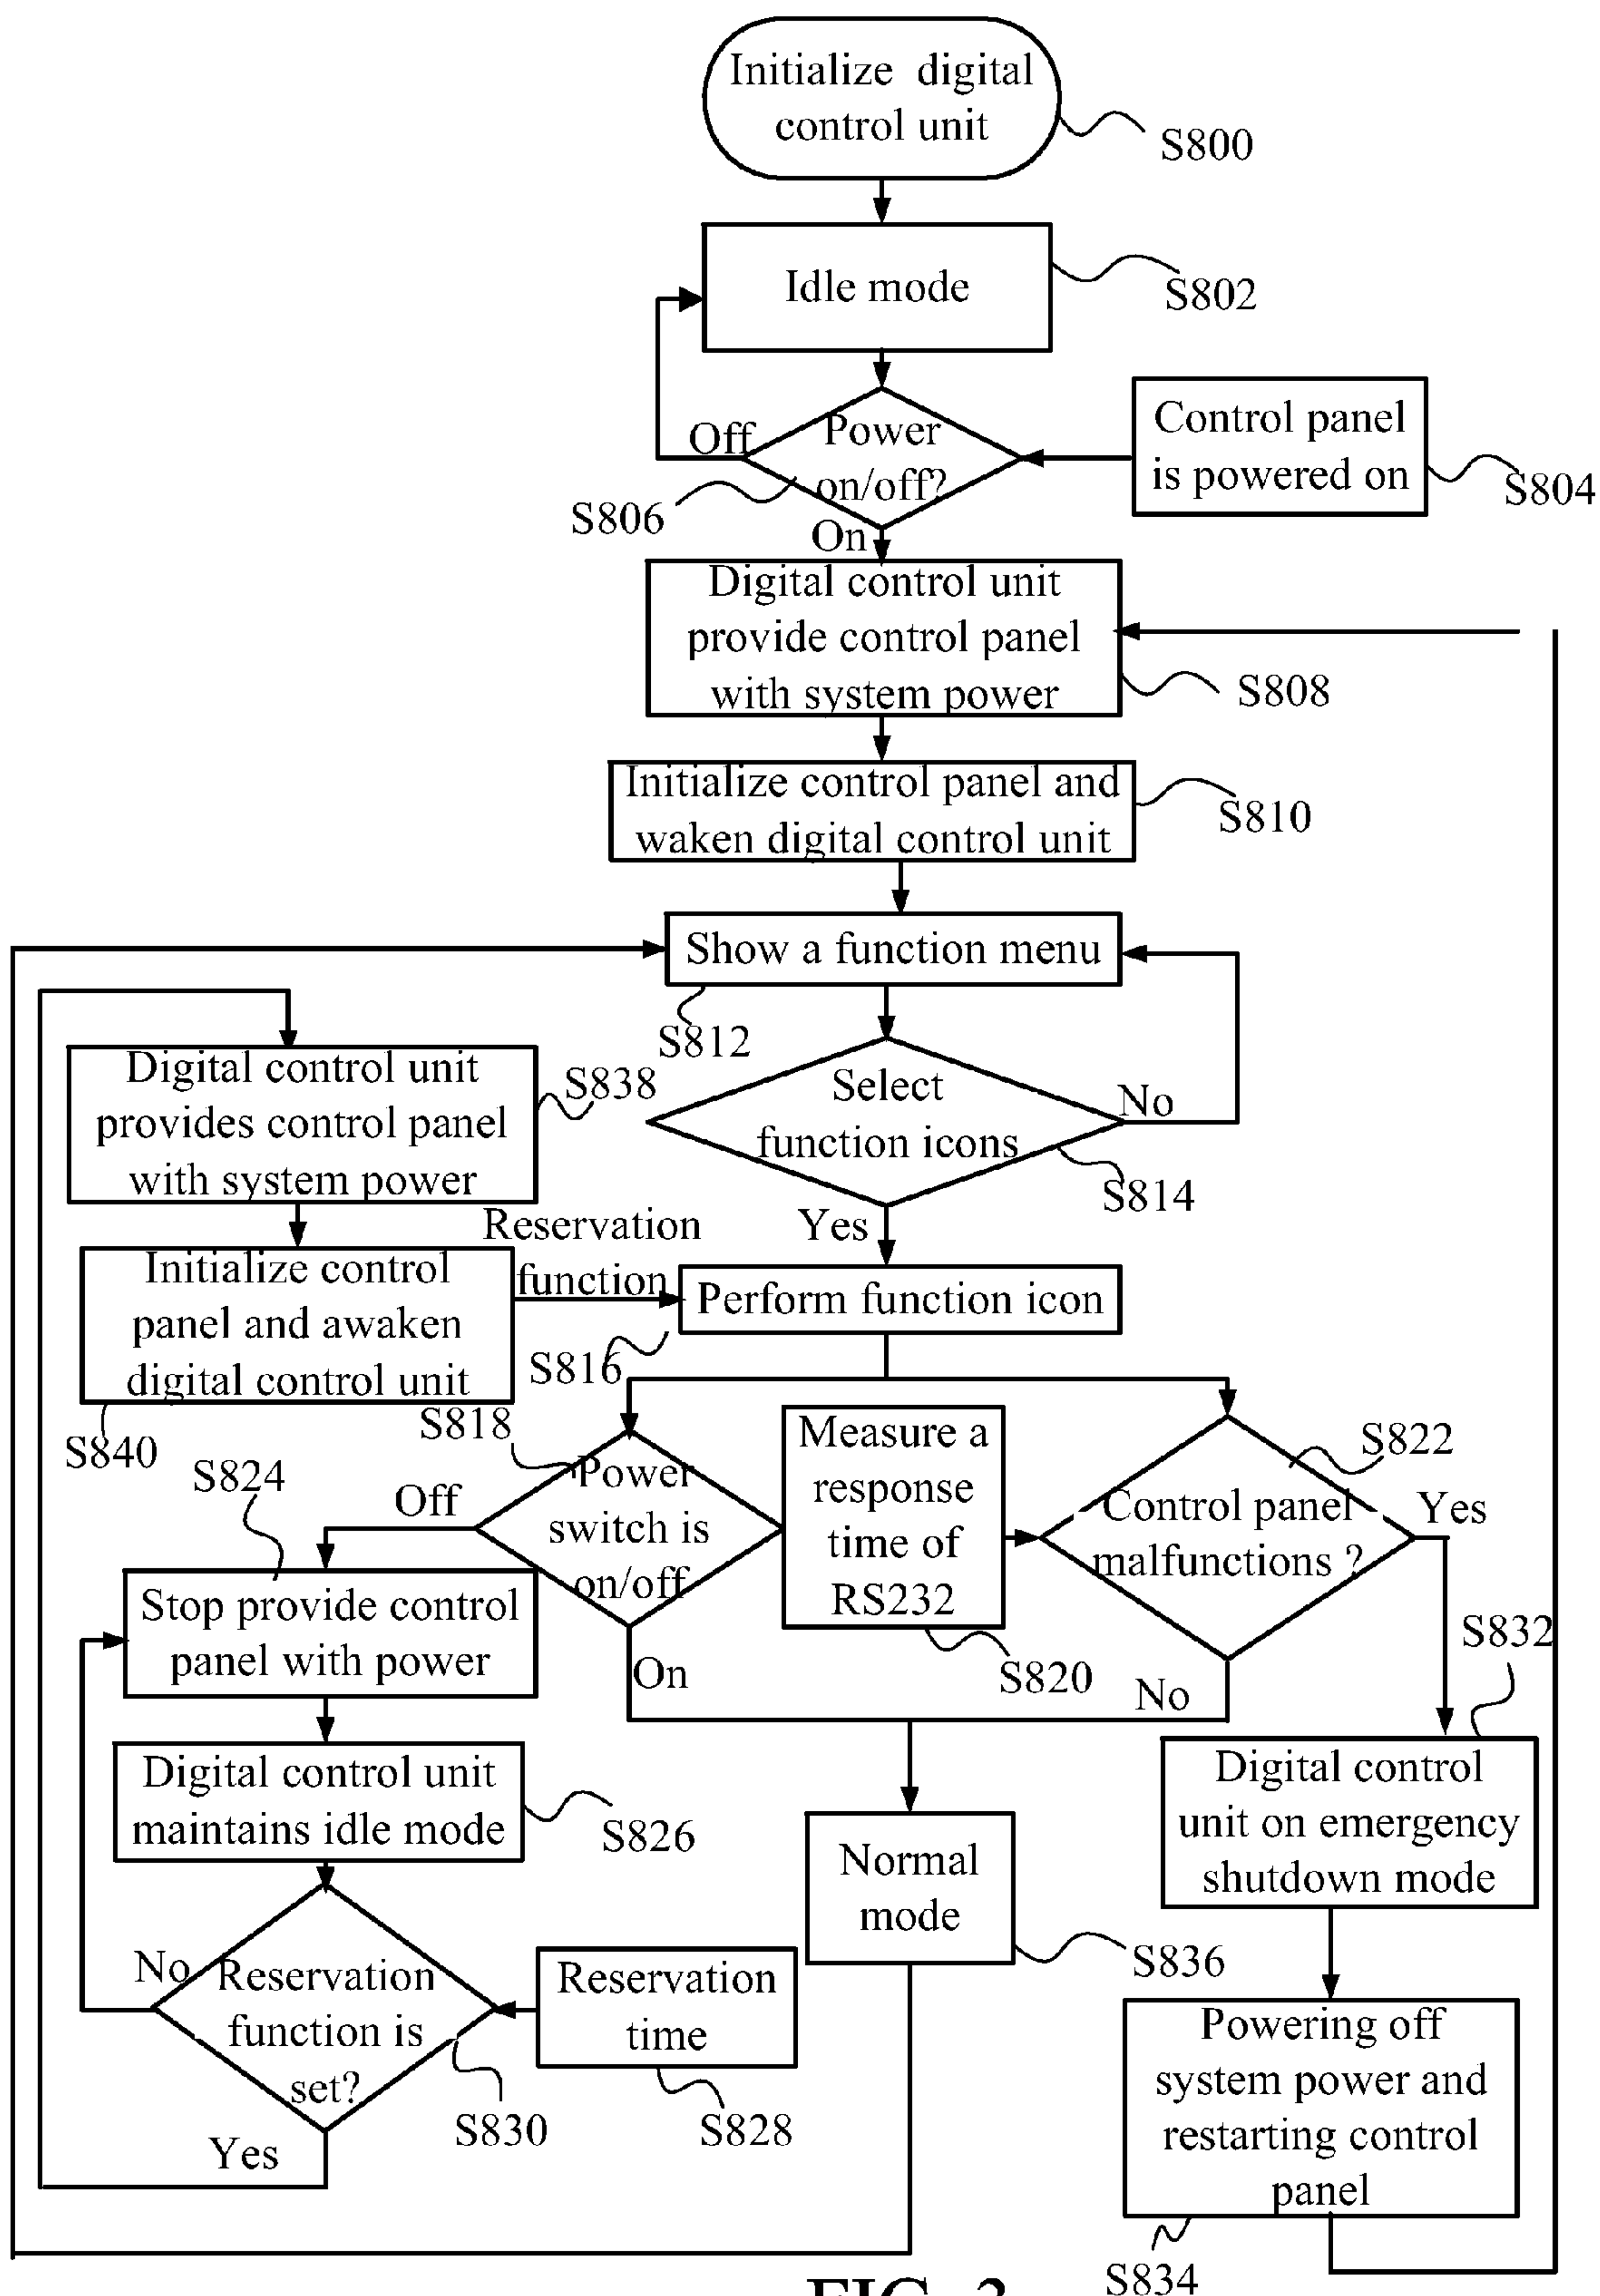 Initialize digital
control unit
S800
Idle mode
S802
Control panel
is powered on
S804
Off
Power
on/off?
S806
On
Digital control unit
provide control panel
with system power
S808
Initialize control panel and
waken digital control unit
S810
Show a function menu
S812
Digital control unit
provides control panel
with system power
S838
Select
function icons
No
S814
Yes
Reservation
function
Initialize control
panel and awaken
digital control unit
S840
Perform function icon
S816
S818
Power
switch is
on/off
Off
On
Measure a
response
time of
RS232
S820
S822
Control panel
malfunctions ?
Yes
No
S824
Stop provide control
panel with power
S832
Digital control unit
maintains idle mode
S826
Normal
mode
S836
Digital control
unit on emergency
shutdown mode
No
Reservation
function is
set?
S830
Yes
Reservation
time
S828
Powering off
system power and
restarting control
panel
S834
FIG. 3